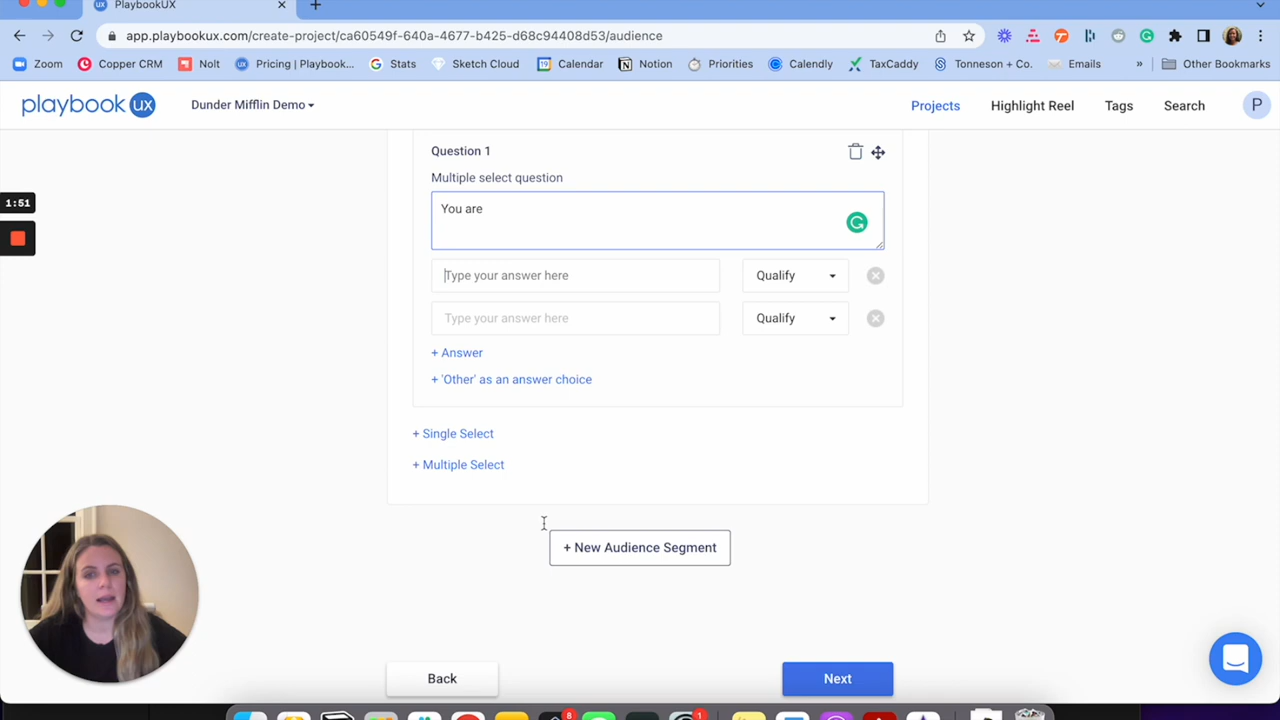 PlaybookUX
app.playbookux.com/create-project/ca60549f-640a-4677-b425-d68c94408d53/audience
Zoom Copper CRM Nolt Pricing | Playbook... Stats Sketch Cloud Calendar Notion Priorities Calendly TaxCaddy Tonneson + Co. Emails » Other Bookmarks
playbook ux Dunder Mifflin Demo Projects Highlight Reel Tags Search P
Question 1
Multiple select question
1:51
You are
Type your answer here Qualify
Type your answer here Qualify
+ Answer
+ 'Other' as an answer choice
+ Single Select
+ Multiple Select
+ New Audience Segment
Back Next
8 1